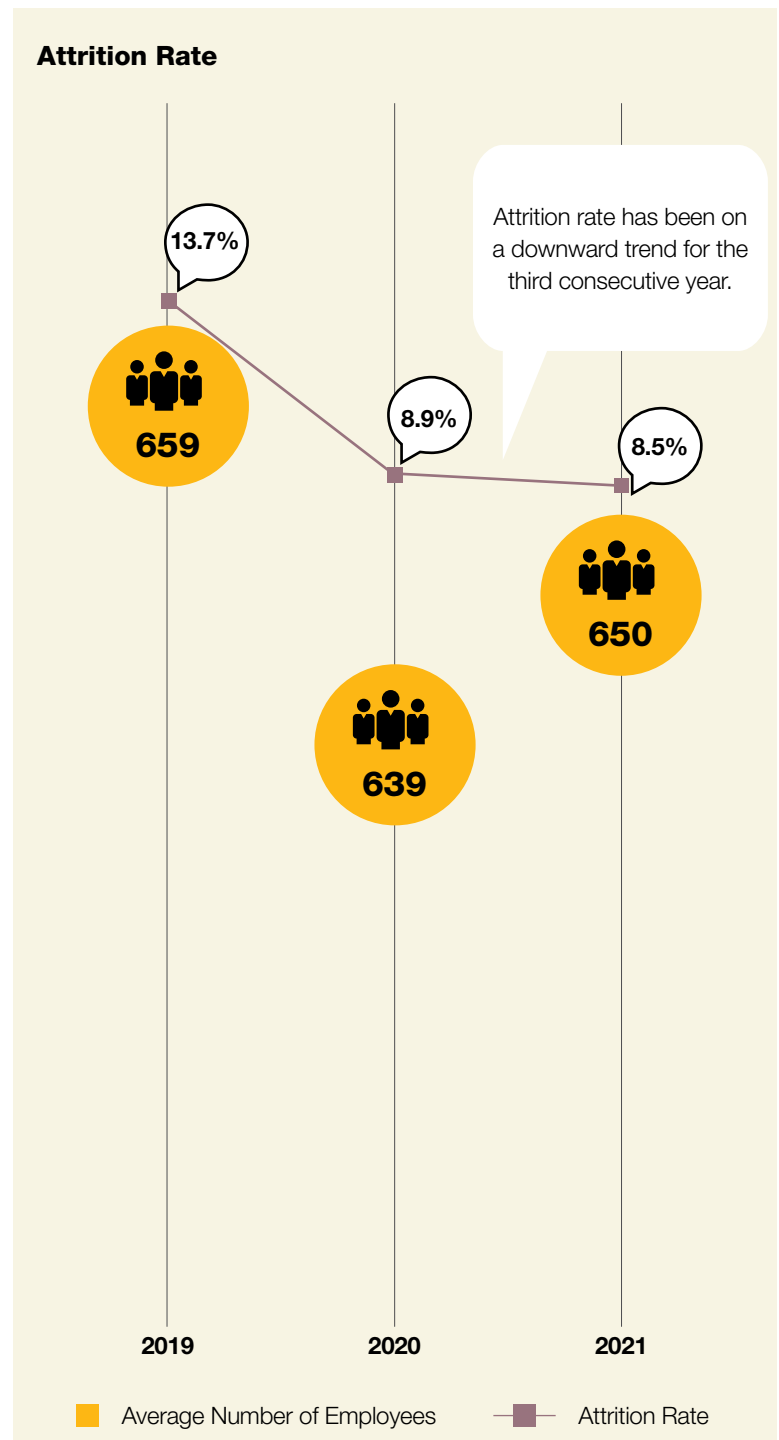 Attrition Rate
Attrition rate has been on
a downward trend for the
third consecutive year.
13.7%
8.9%
8.5%
659
650
639
2019
2020
2021
Average Number of Employees
Attrition Rate